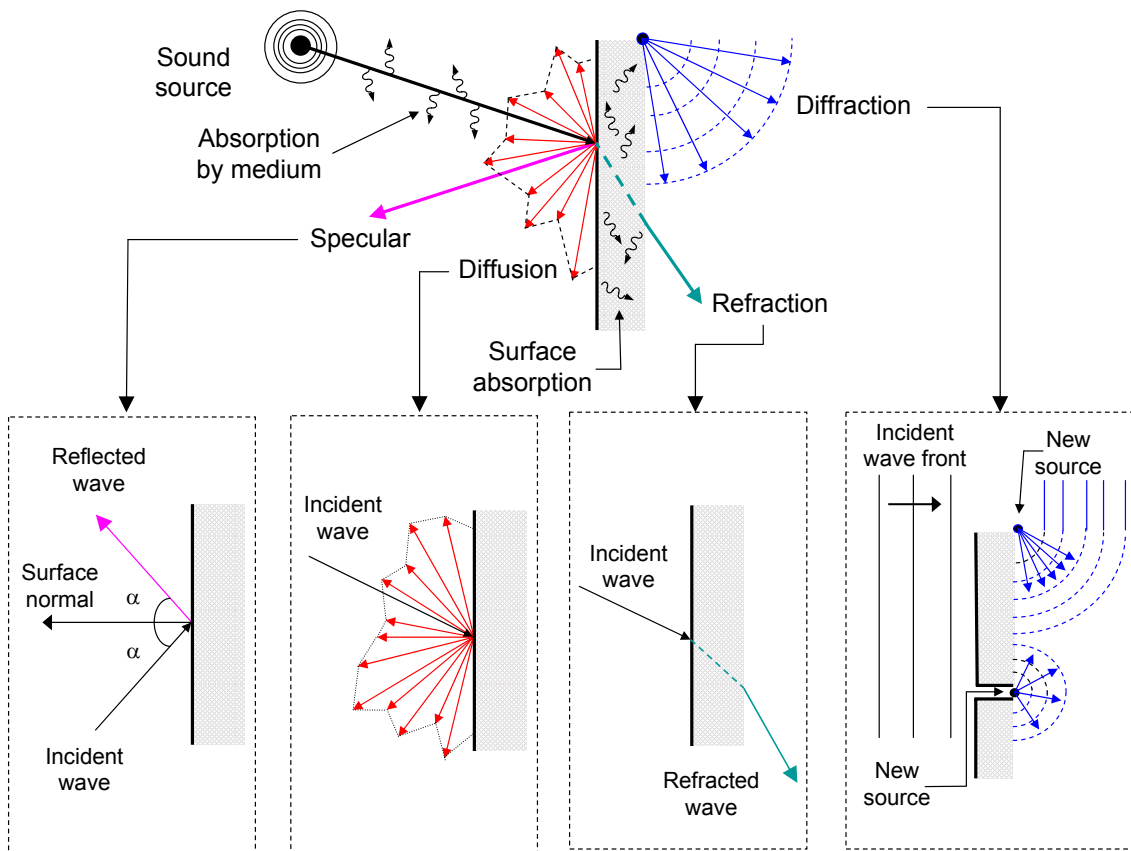 Sound
source
Absorption
by medium
Diffraction
Specular
Diffusion
Refraction
Surface
absorption
Reflected
wave
Surface
normal
α
α
Incident
wave
Incident
wave
Incident
wave
Refracted
wave
Incident
wave front
New
source
New
source